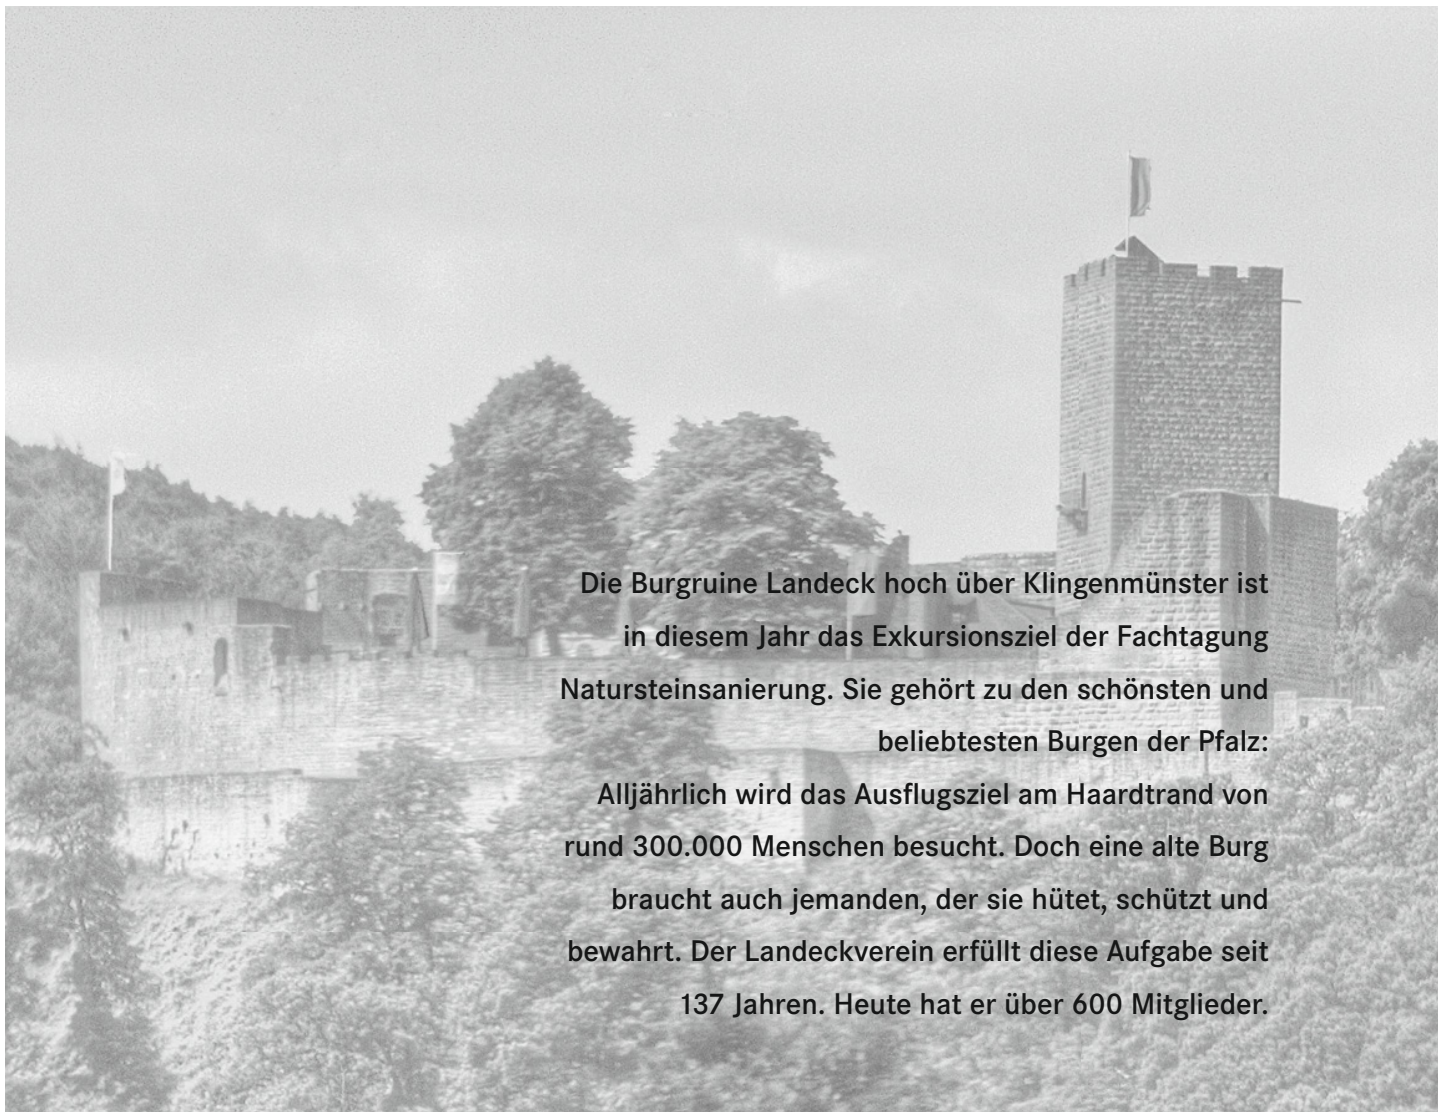 Die Burgruine Landeck hoch über Klingenmünster ist
in diesem Jahr das Exkursionsziel der Fachtagung
Natursteinsanierung. Sie gehört zu den schönsten und
beliebtesten Burgen der Pfalz:
Alljährlich wird das Ausflugsziel am Haardtrand von
rund 300.000 Menschen besucht. Doch eine alte Burg
braucht auch jemanden, der sie hütet, schützt und
bewahrt. Der Landeckverein erfüllt diese Aufgabe seit
137 Jahren. Heute hat er über 600 Mitglieder.